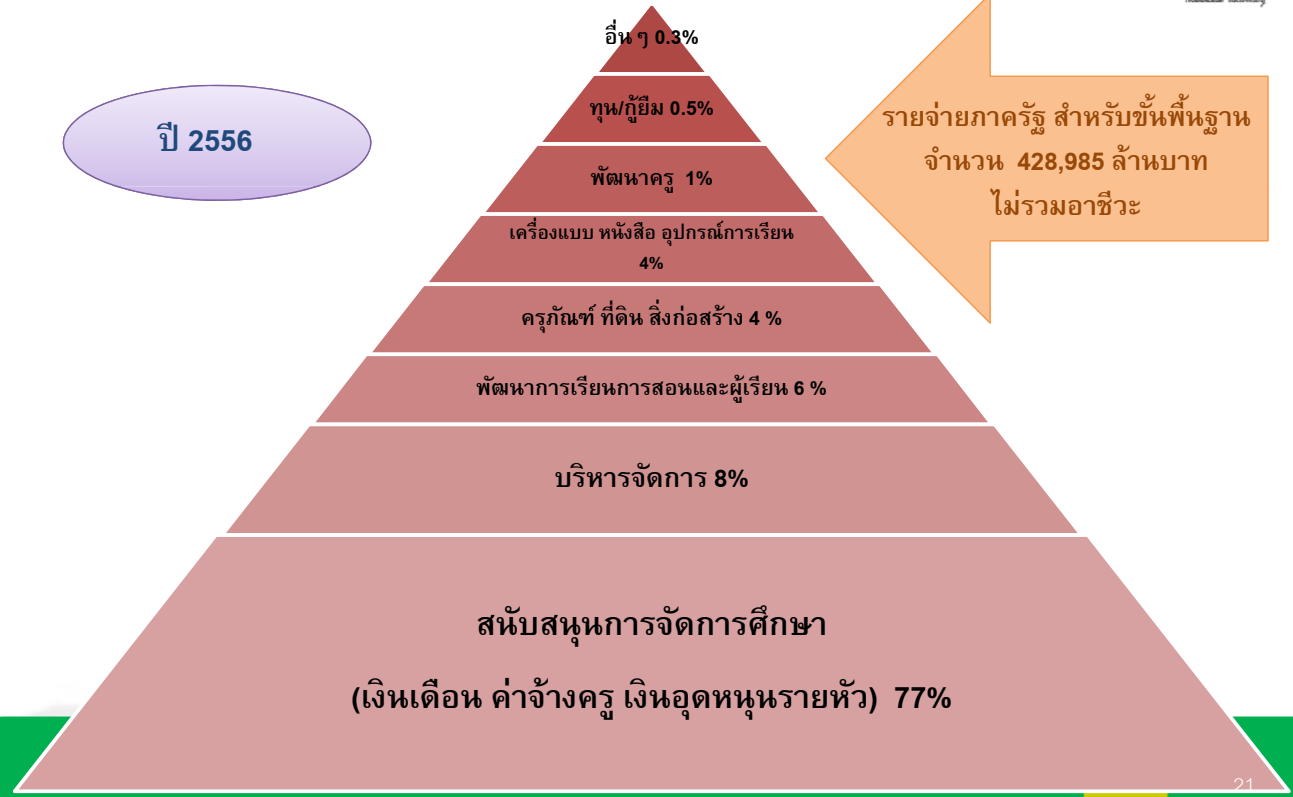 อื่น ๆ 0.3%
ปี 2556
ทุน/กู้ยืม 0.5%
รายจ่ายภาครัฐ สำหรับขั้นพื้นฐาน
จำนวน 428,985 ล้านบาท
ไม่รวมอาชีวะ
พัฒนาครู 1%
เครื่องแบบ หนังสือ อุปกรณ์การเรียน
4%
ครุภัณฑ์ ที่ดิน สิ่งก่อสร้าง 4 %
พัฒนาการเรียนการสอนและผู้เรียน 6 %
บริหารจัดการ 8%
สนับสนุนการจัดการศึกษา
(เงินเดือน ค่าจ้างครู เงินอุดหนุนรายหัว) 77%
21